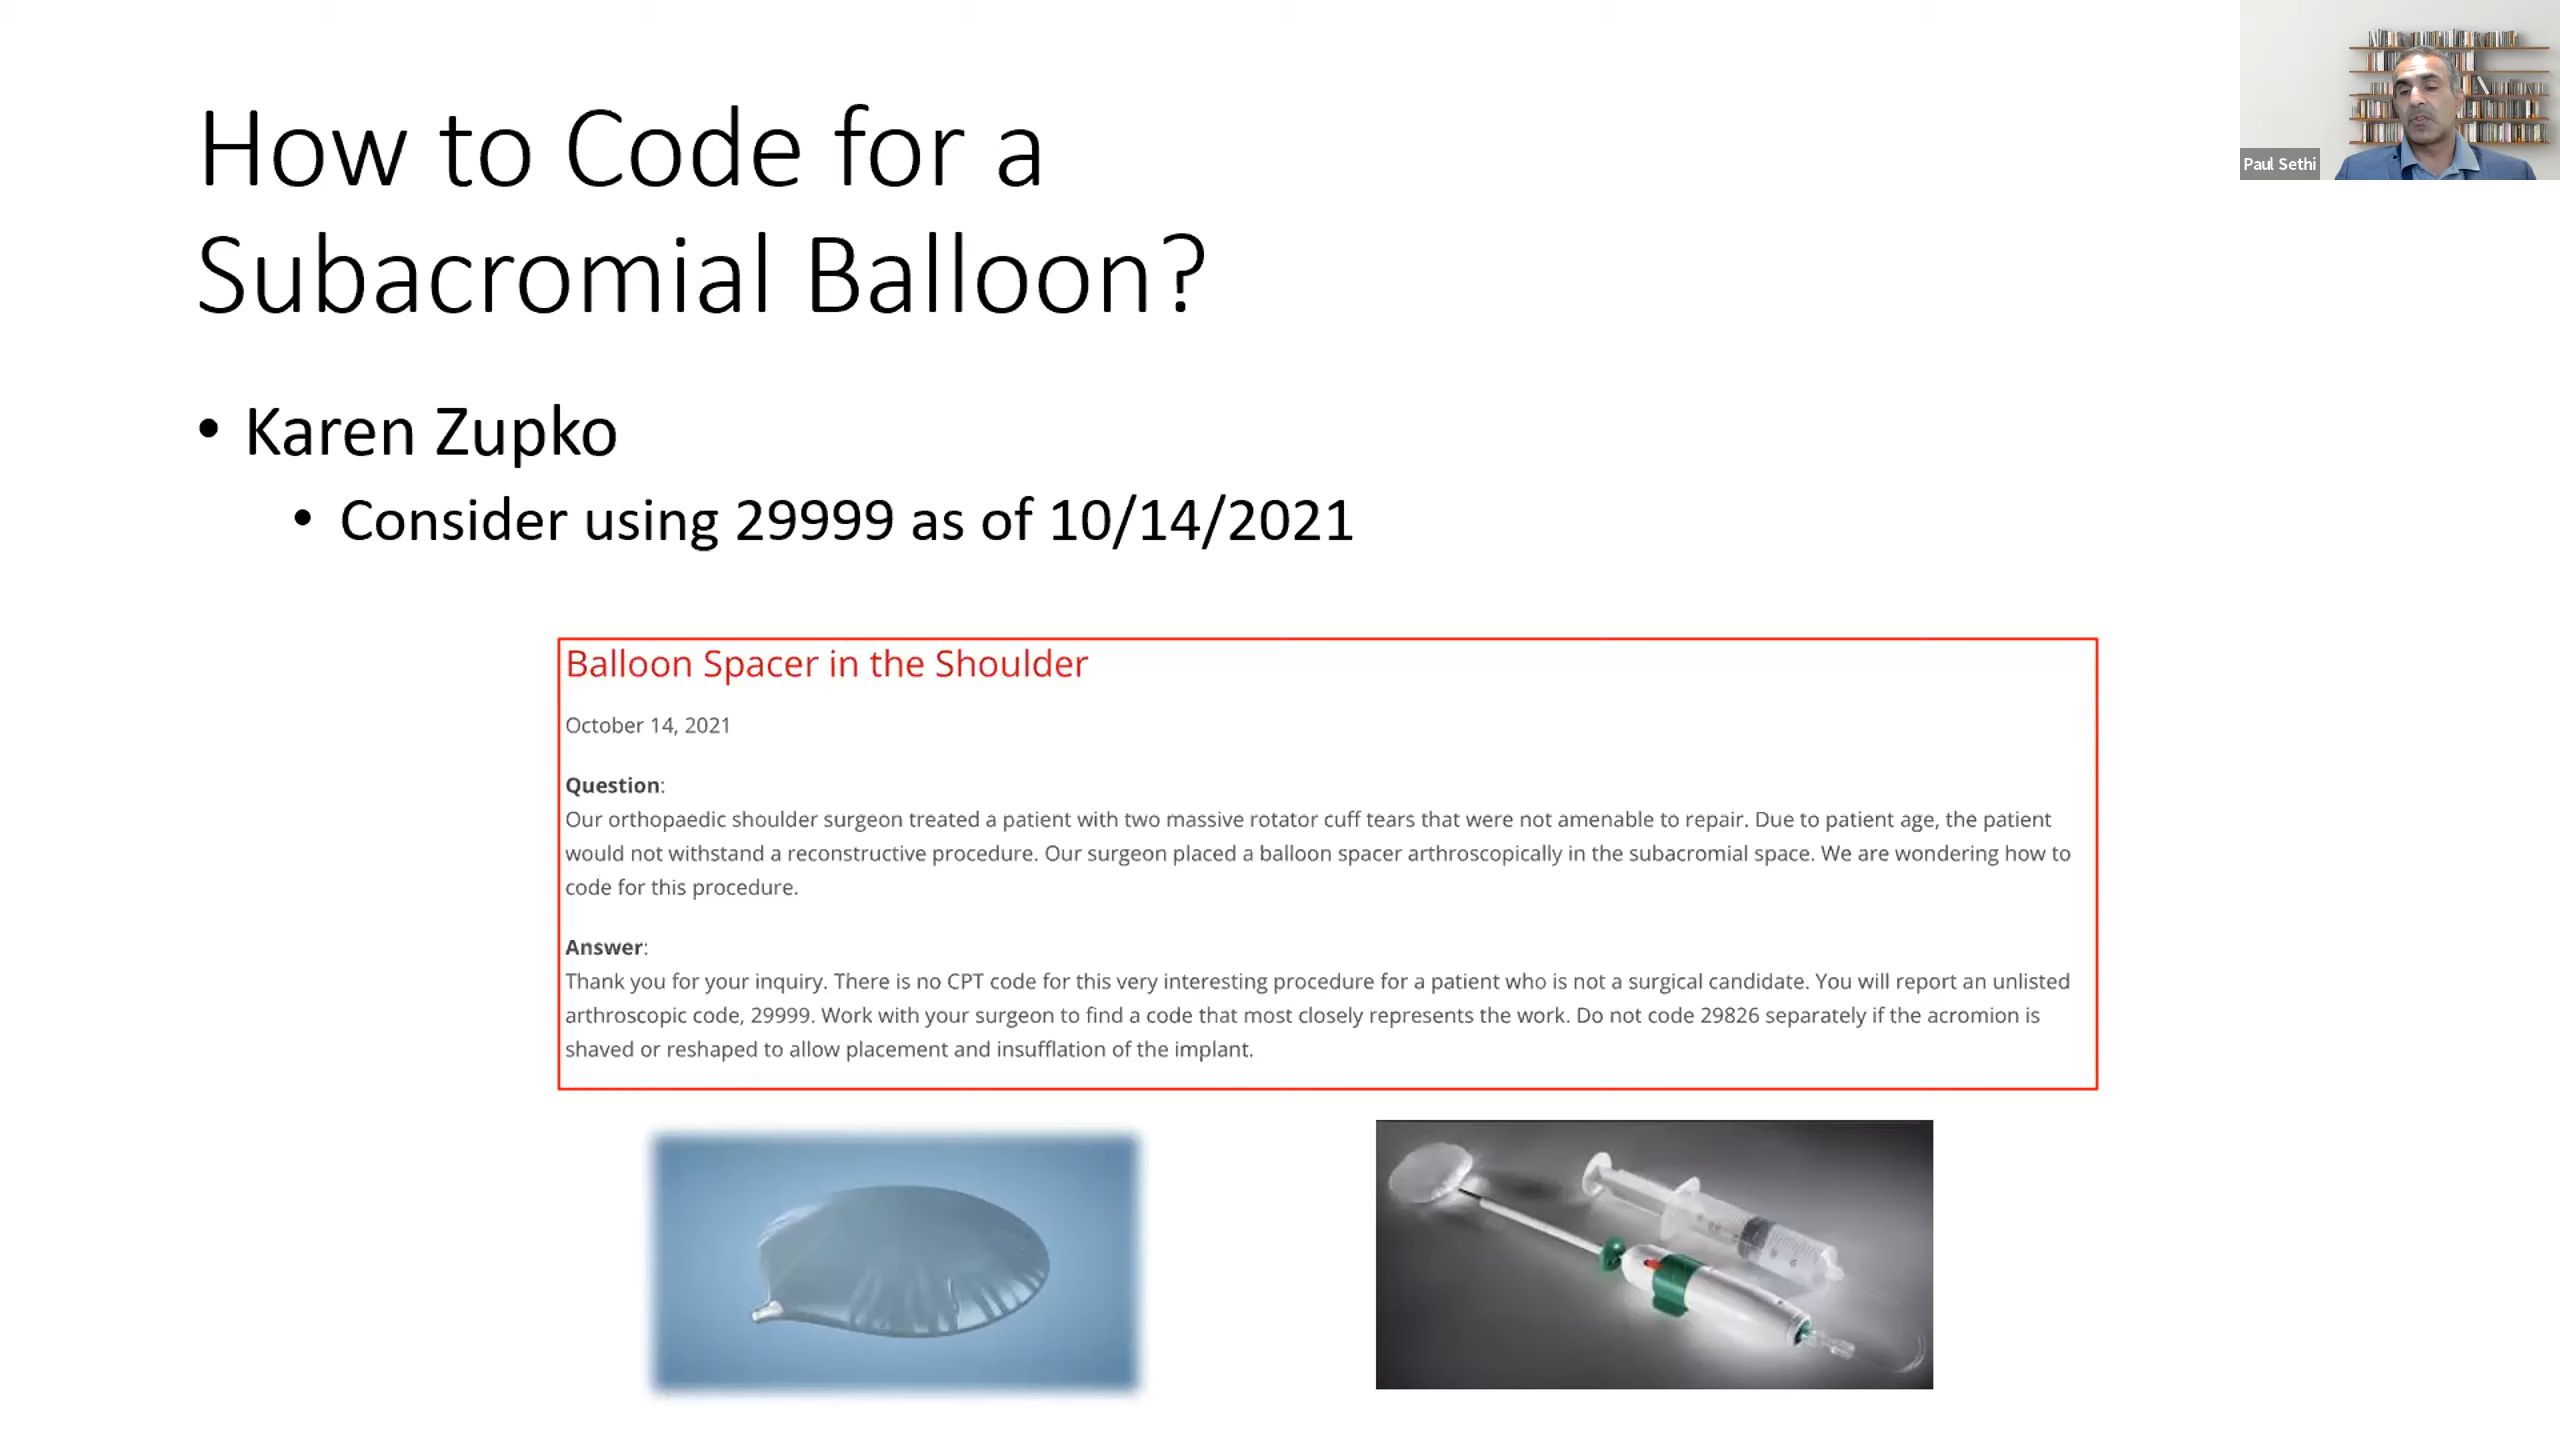 How to Code for a
Subacromial Balloon?
Paul Sethi
• Karen Zupko
• Consider using 29999 as of 10/14/2021
Balloon Spacer in the Shoulder
October 14, 2021
Question:
Our orthopaedic shoulder surgeon treated a patient with two massive rotator cuff tears that were not amenable to repair. Due to patient age, the patient
would not withstand a reconstructive procedure. Our surgeon placed a balloon spacer arthroscopically in the subacromial space. We are wondering how to
code for this procedure.
Answer:
Thank you for your inquiry. There is no CPT code for this very interesting procedure for a patient who is not a surgical candidate. You will report an unlisted
arthroscopic code, 29999. Work with your surgeon to find a code that most closely represents the work. Do not code 29826 separately if the acromion is
shaved or reshaped to allow placement and insufflation of the implant.